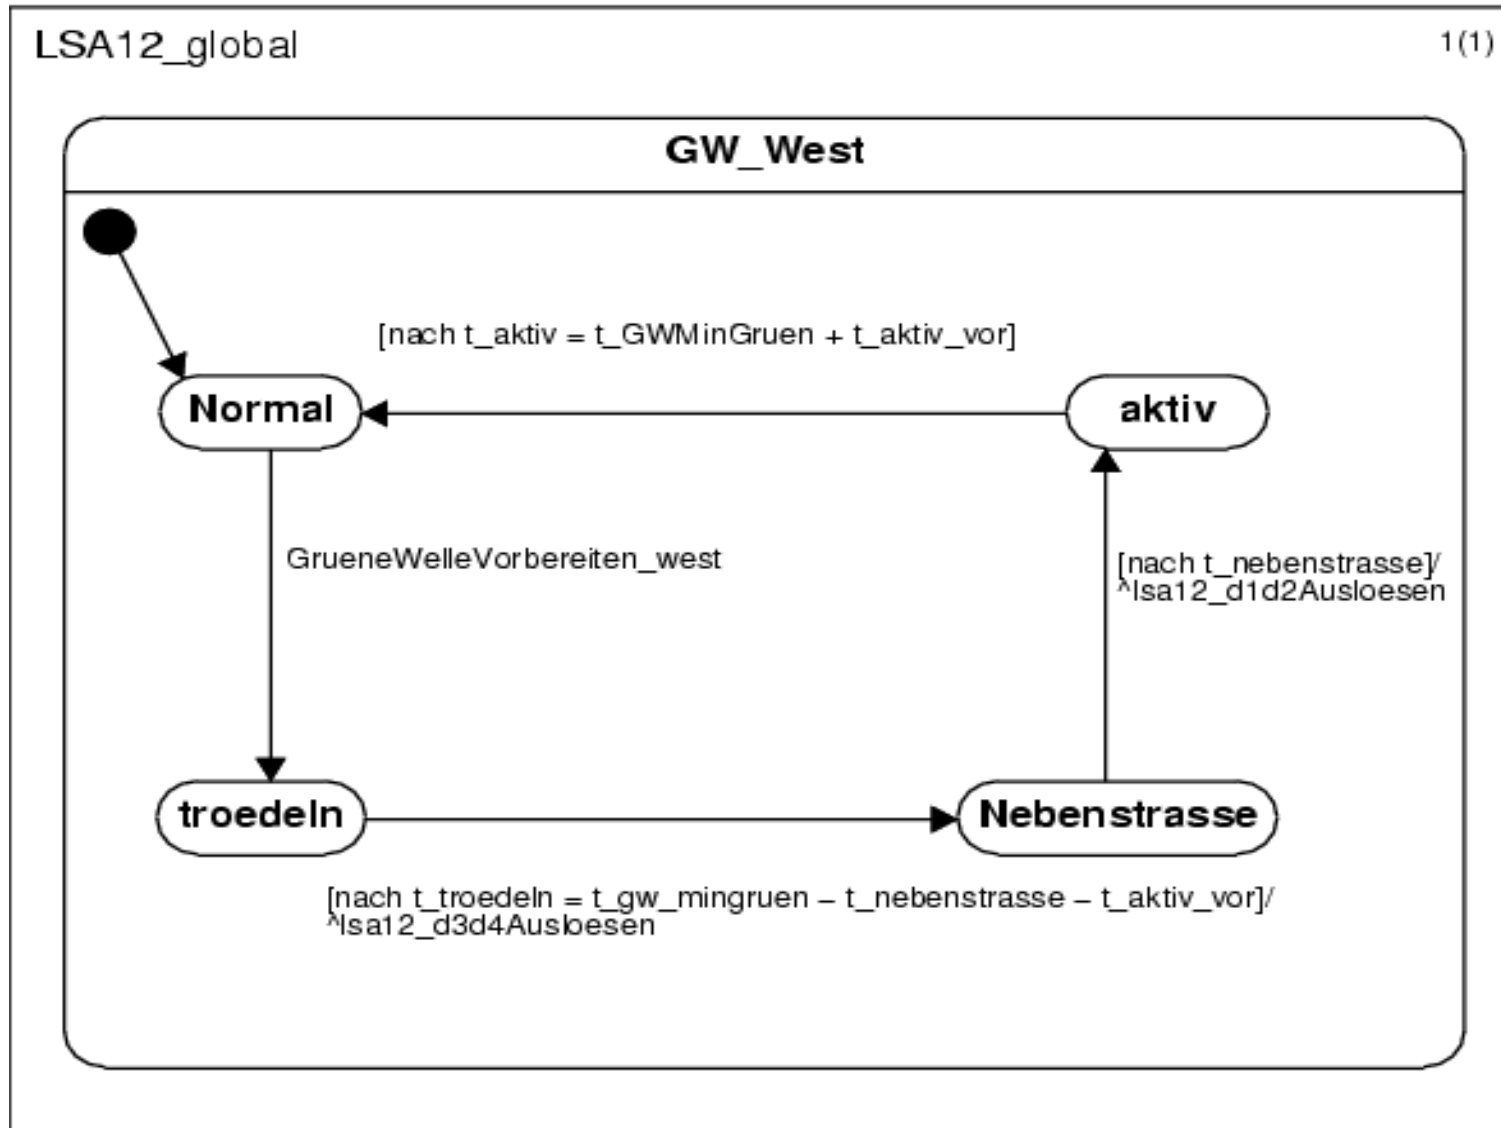 LSA12_global
1(1)
GW_West
[nach t_aktiv = t_GWMinGruen + t_aktiv_vor]
Normal
aktiv
GrueneWelleVorbereiten_west
[nach t_nebenstrasse]/
^lsa12_d1d2Ausloesen
troedeln
Nebenstrasse
[nach t_troedeln = t_gw_mingruen – t_nebenstrasse – t_aktiv_vor]/
^lsa12_d3d4Ausloesen